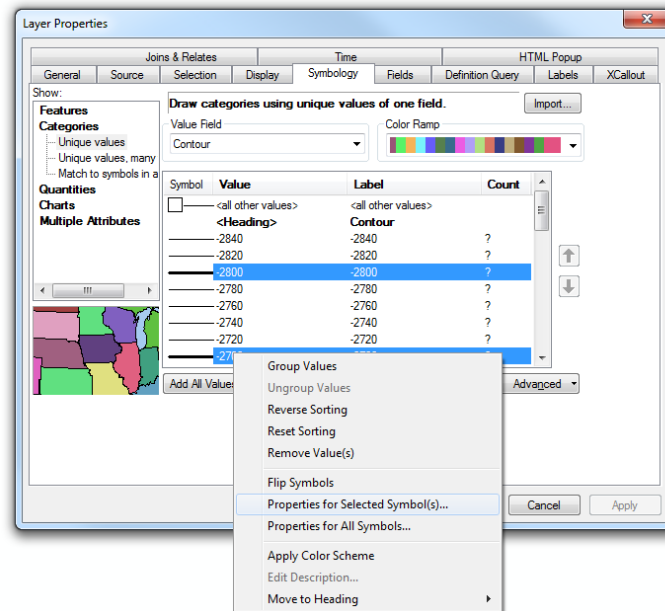 Layer Properties
Joins & Relates Time HTML Popup
General Source Selection Display Symbology Fields Definition Query Labels XCallout
Show:
Features
Categories
Unique values
Unique values, many
Match to symbols in a
Quantities
Charts
Multiple Attributes
Draw categories using unique values of one field.
Import...
Value Field
Contour
Color Ramp
Symbol Value Label Count
<all other values> <all other values>
<Heading> Contour
-2840 -2840 ?
-2820 -2820 ?
-2800 -2800 ?
-2780 -2780 ?
-2760 -2760 ?
-2740 -2740 ?
-2720 -2720 ?
Add All Values
Advanced
Group Values
Ungroup Values
Reverse Sorting
Reset Sorting
Remove Value(s)
Flip Symbols
Properties for Selected Symbol(s)...
Properties for All Symbols...
Apply Color Scheme
Edit Description...
Move to Heading
Cancel
Apply